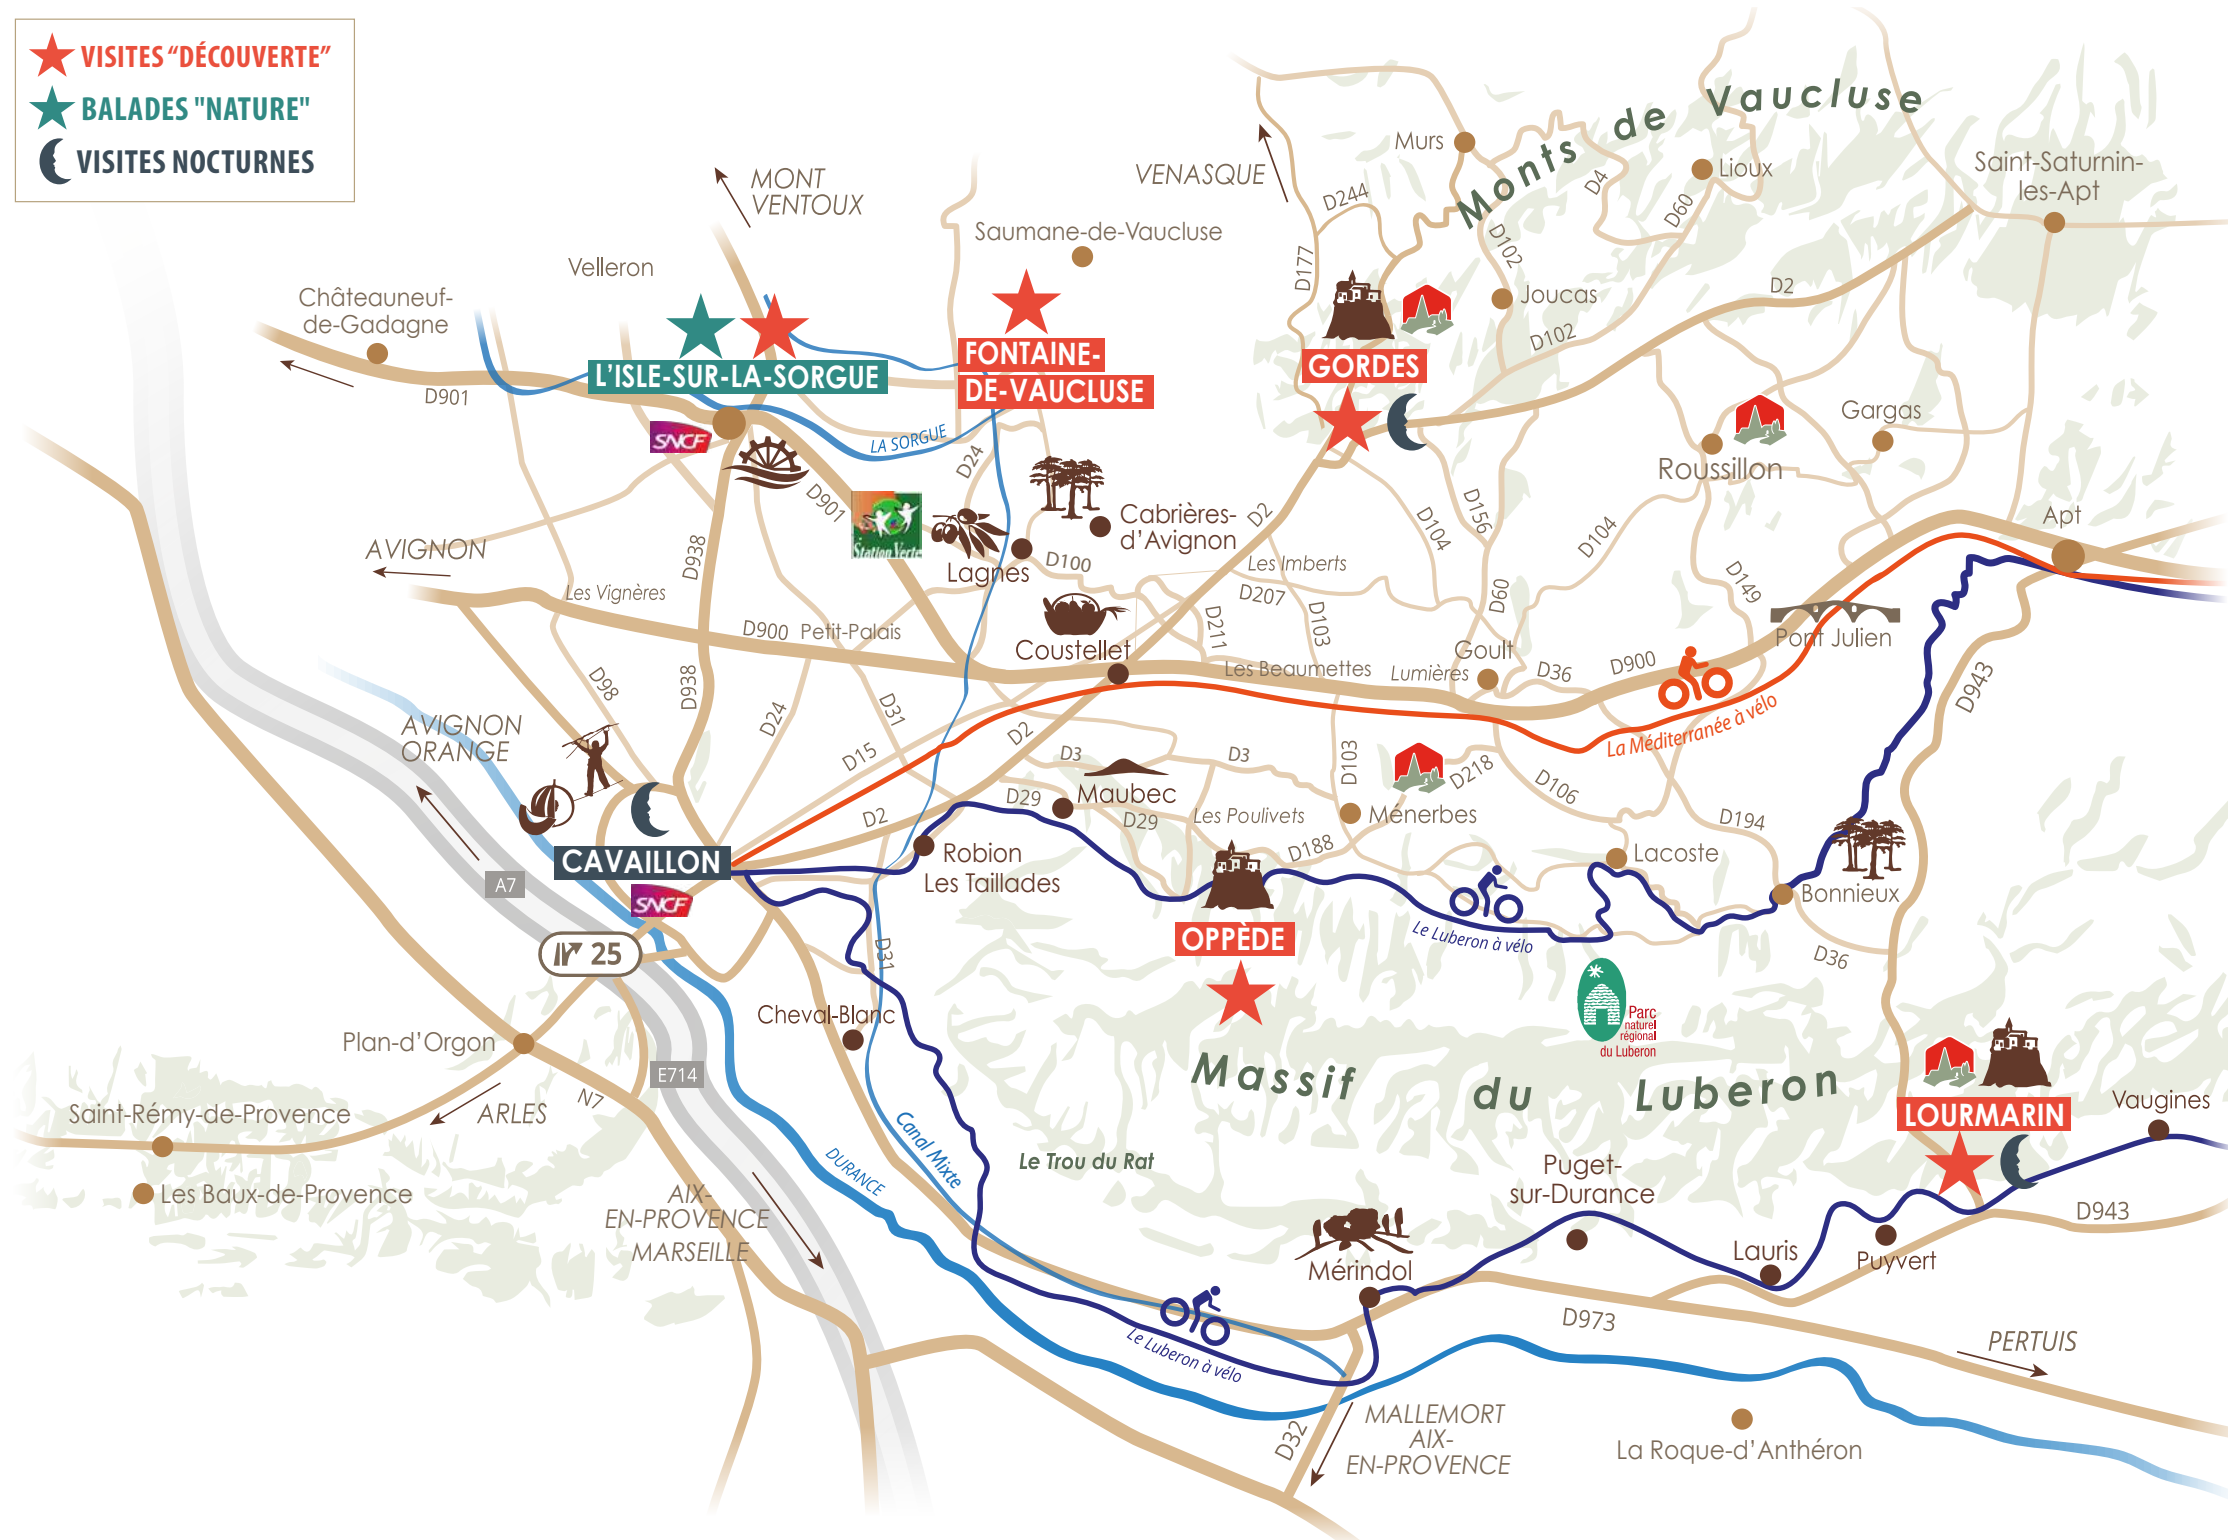 VISITES “DÉCOUVERTE”
BALADES "NATURE"
VISITES NOCTURNES
Monts de Vaucluse
Murs
Lioux
Saint-Saturnin-
les-Apt
VENASQUE
MONT
VENTOUX
D244
D4
D60
D102
D177
Saumane-de-Vaucluse
Velleron
Châteauneuf-
de-Gadagne
D901
Joucas
D2
D102
L'ISLE-SUR-LA-SORGUE
FONTAINE-
DE-VAUCLUSE
GORDES
LA SORGUE
SNCF
D24
D901
Station Verte
Gargas
Roussillon
Cabrières-
d’Avignon
Lagnes
D100
D2
D156
D104
D104
Apt
AVIGNON
D938
Les Vignères
Les Imberts
D207
D60
D149
D211
D103
Pont Julien
D900
Petit-Palais
Coustellet
Les Beaumettes
Lumières
Goult
D36
D900
D98
D938
D24
D31
D943
La Méditerranée à vélo
AVIGNON
ORANGE
D15
D2
D3
D3
D103
D218
D106
D29
Maubec
D29
Les Poulivets
Ménerbes
D194
D2
D188
CAVAILLON
Robion
Les Taillades
Lacoste
Bonnieux
A7
SNCF
25
OPPÈDE
Le Luberon à vélo
D36
D31
Parc
naturel
régional
du Luberon
Cheval-Blanc
Plan-d’Orgon
E714
N7
ARLES
Saint-Rémy-de-Provence
Les Baux-de-Provence
Massif du Luberon
LOURMARIN
Vaugines
Canal Mixte
DURANCE
Le Trou du Rat
Puget-
sur-Durance
AIX-
EN-PROVENCE
MARSEILLE
D943
Lauris
Puyvert
Mérindol
D973
Le Luberon à vélo
PERTUIS
D32
MALLEMORT
AIX-
EN-PROVENCE
La Roque-d’Anthéron